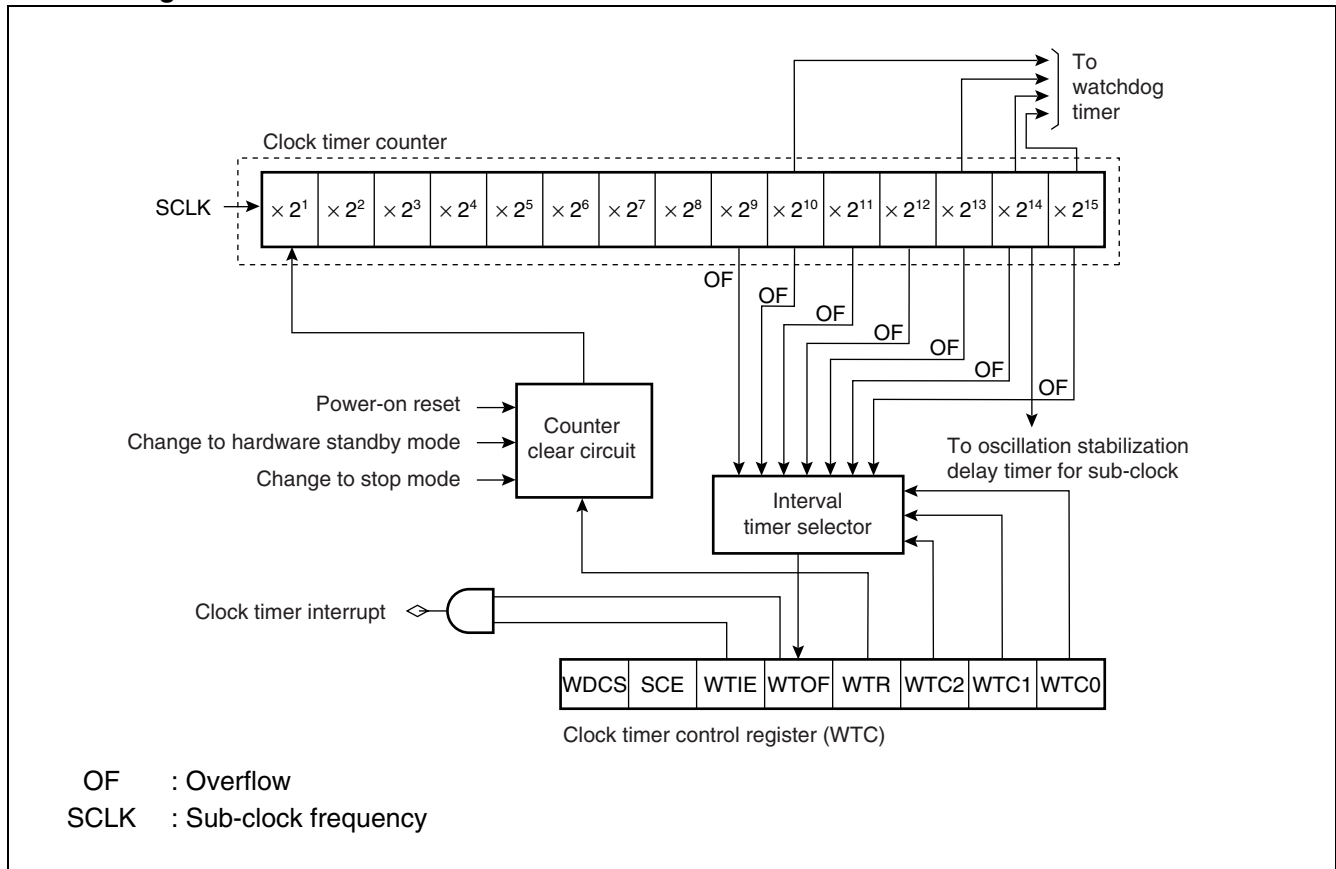 To
watchdog
timer
Clock timer counter
SCLK
× 2¹ × 2² × 2³ × 2⁴ × 2⁵ × 2⁶ × 2⁷ × 2⁸ × 2⁹ × 2¹⁰ × 2¹¹ × 2¹² × 2¹³ × 2¹⁴ × 2¹⁵
OF
OF
OF
OF
OF
OF
OF
Power-on reset
Change to hardware standby mode
Change to stop mode
Counter
clear circuit
To oscillation stabilization
delay timer for sub-clock
Interval
timer selector
Clock timer interrupt
WDCS SCE WTIE WTOF WTR WTC2 WTC1 WTC0
Clock timer control register (WTC)
OF : Overflow
SCLK : Sub-clock frequency